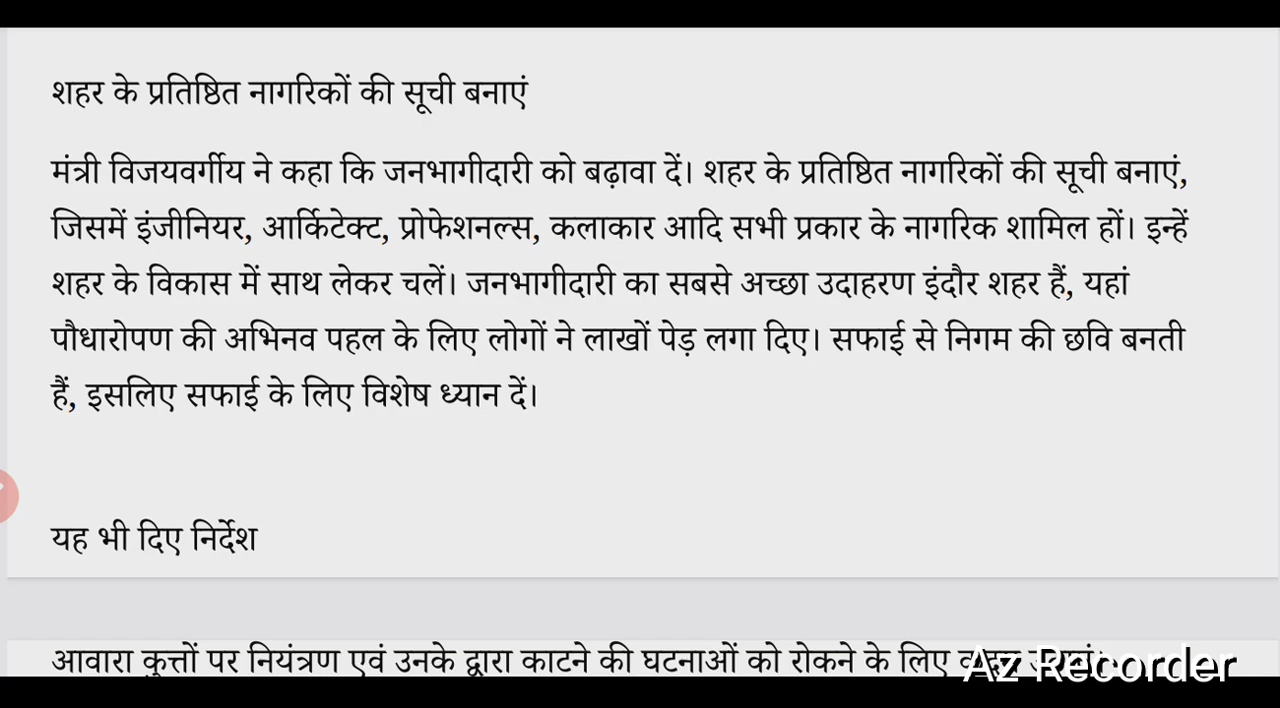 शहर के प्रतिष्ठित नागरिकों की सूची बनाएं
मंत्री विजयवर्गीय ने कहा कि जनभागीदारी को बढ़ावा दें। शहर के प्रतिष्ठित नागरिकों की सूची बनाएं,
जिसमें इंजीनियर, आर्किटेक्ट, प्रोफेशनल्स, कलाकार आदि सभी प्रकार के नागरिक शामिल हों। इन्हें
शहर के विकास में साथ लेकर चलें। जनभागीदारी का सबसे अच्छा उदाहरण इंदौर शहर हैं, यहां
पौधारोपण की अभिनव पहल के लिए लोगों ने लाखों पेड़ लगा दिए। सफाई से निगम की छवि बनती
हैं, इसलिए सफाई के लिए विशेष ध्यान दें।
यह भी दिए निर्देश
आवारा कुत्तों पर नियंत्रण एवं उनके द्वारा काटने की घटनाओं को रोकने के लिए
Az Recorder